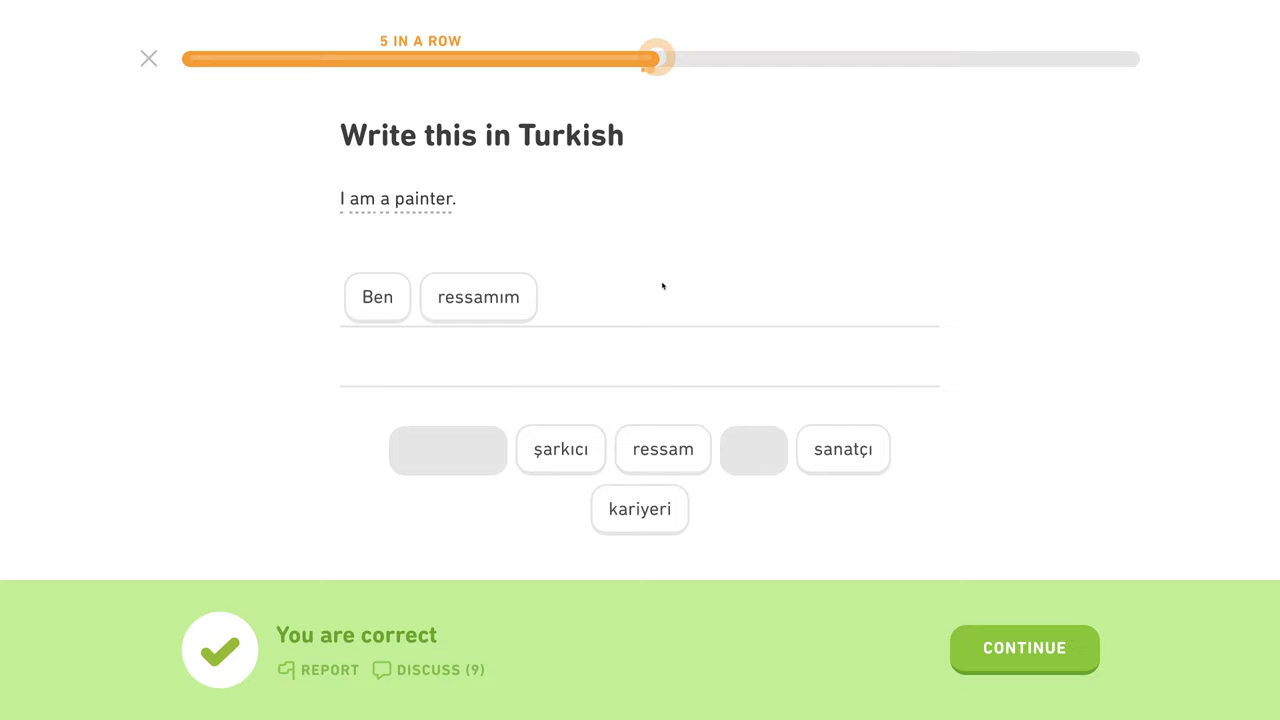 5 IN A ROW
Write this in Turkish
I am a painter.
Ben ressamım
şarkıcı ressam sanatçı
kariyeri
You are correct
REPORT DISCUSS (9)
CONTINUE